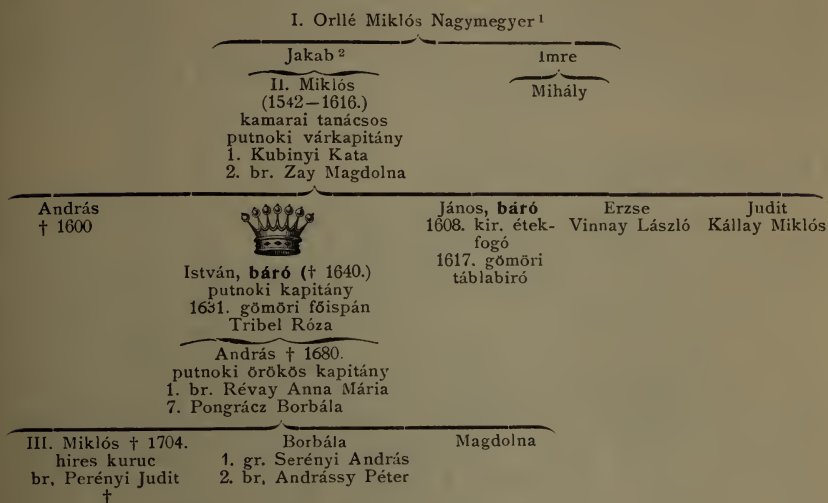 I. Orllé Miklós Nagymegyer¹
Jakab²
Imre
II. Miklós
(1542—1616.)
kamarai tanácsos
putnoki várkapitány
1. Kubinyi Kata
2. br. Zay Magdolna
Mihály
András
† 1600
István, báró († 1640.)
putnoki kapitány
1631. gömöri főispán
Tribel Róza
János, báró
1608. kir. étek-
fogó
1617. gömöri
táblabiró
Erzse
Vinnay László
Judit
Kállay Miklós
András † 1680.
putnoki örökös kapitány
1. br. Révay Anna Mária
7. Pongrácz Borbála
III. Miklós † 1704.
hires kuruc
br, Perényi Judit
†
Borbála
1. gr. Serényi András
2. br, Andrássy Péter
Magdolna